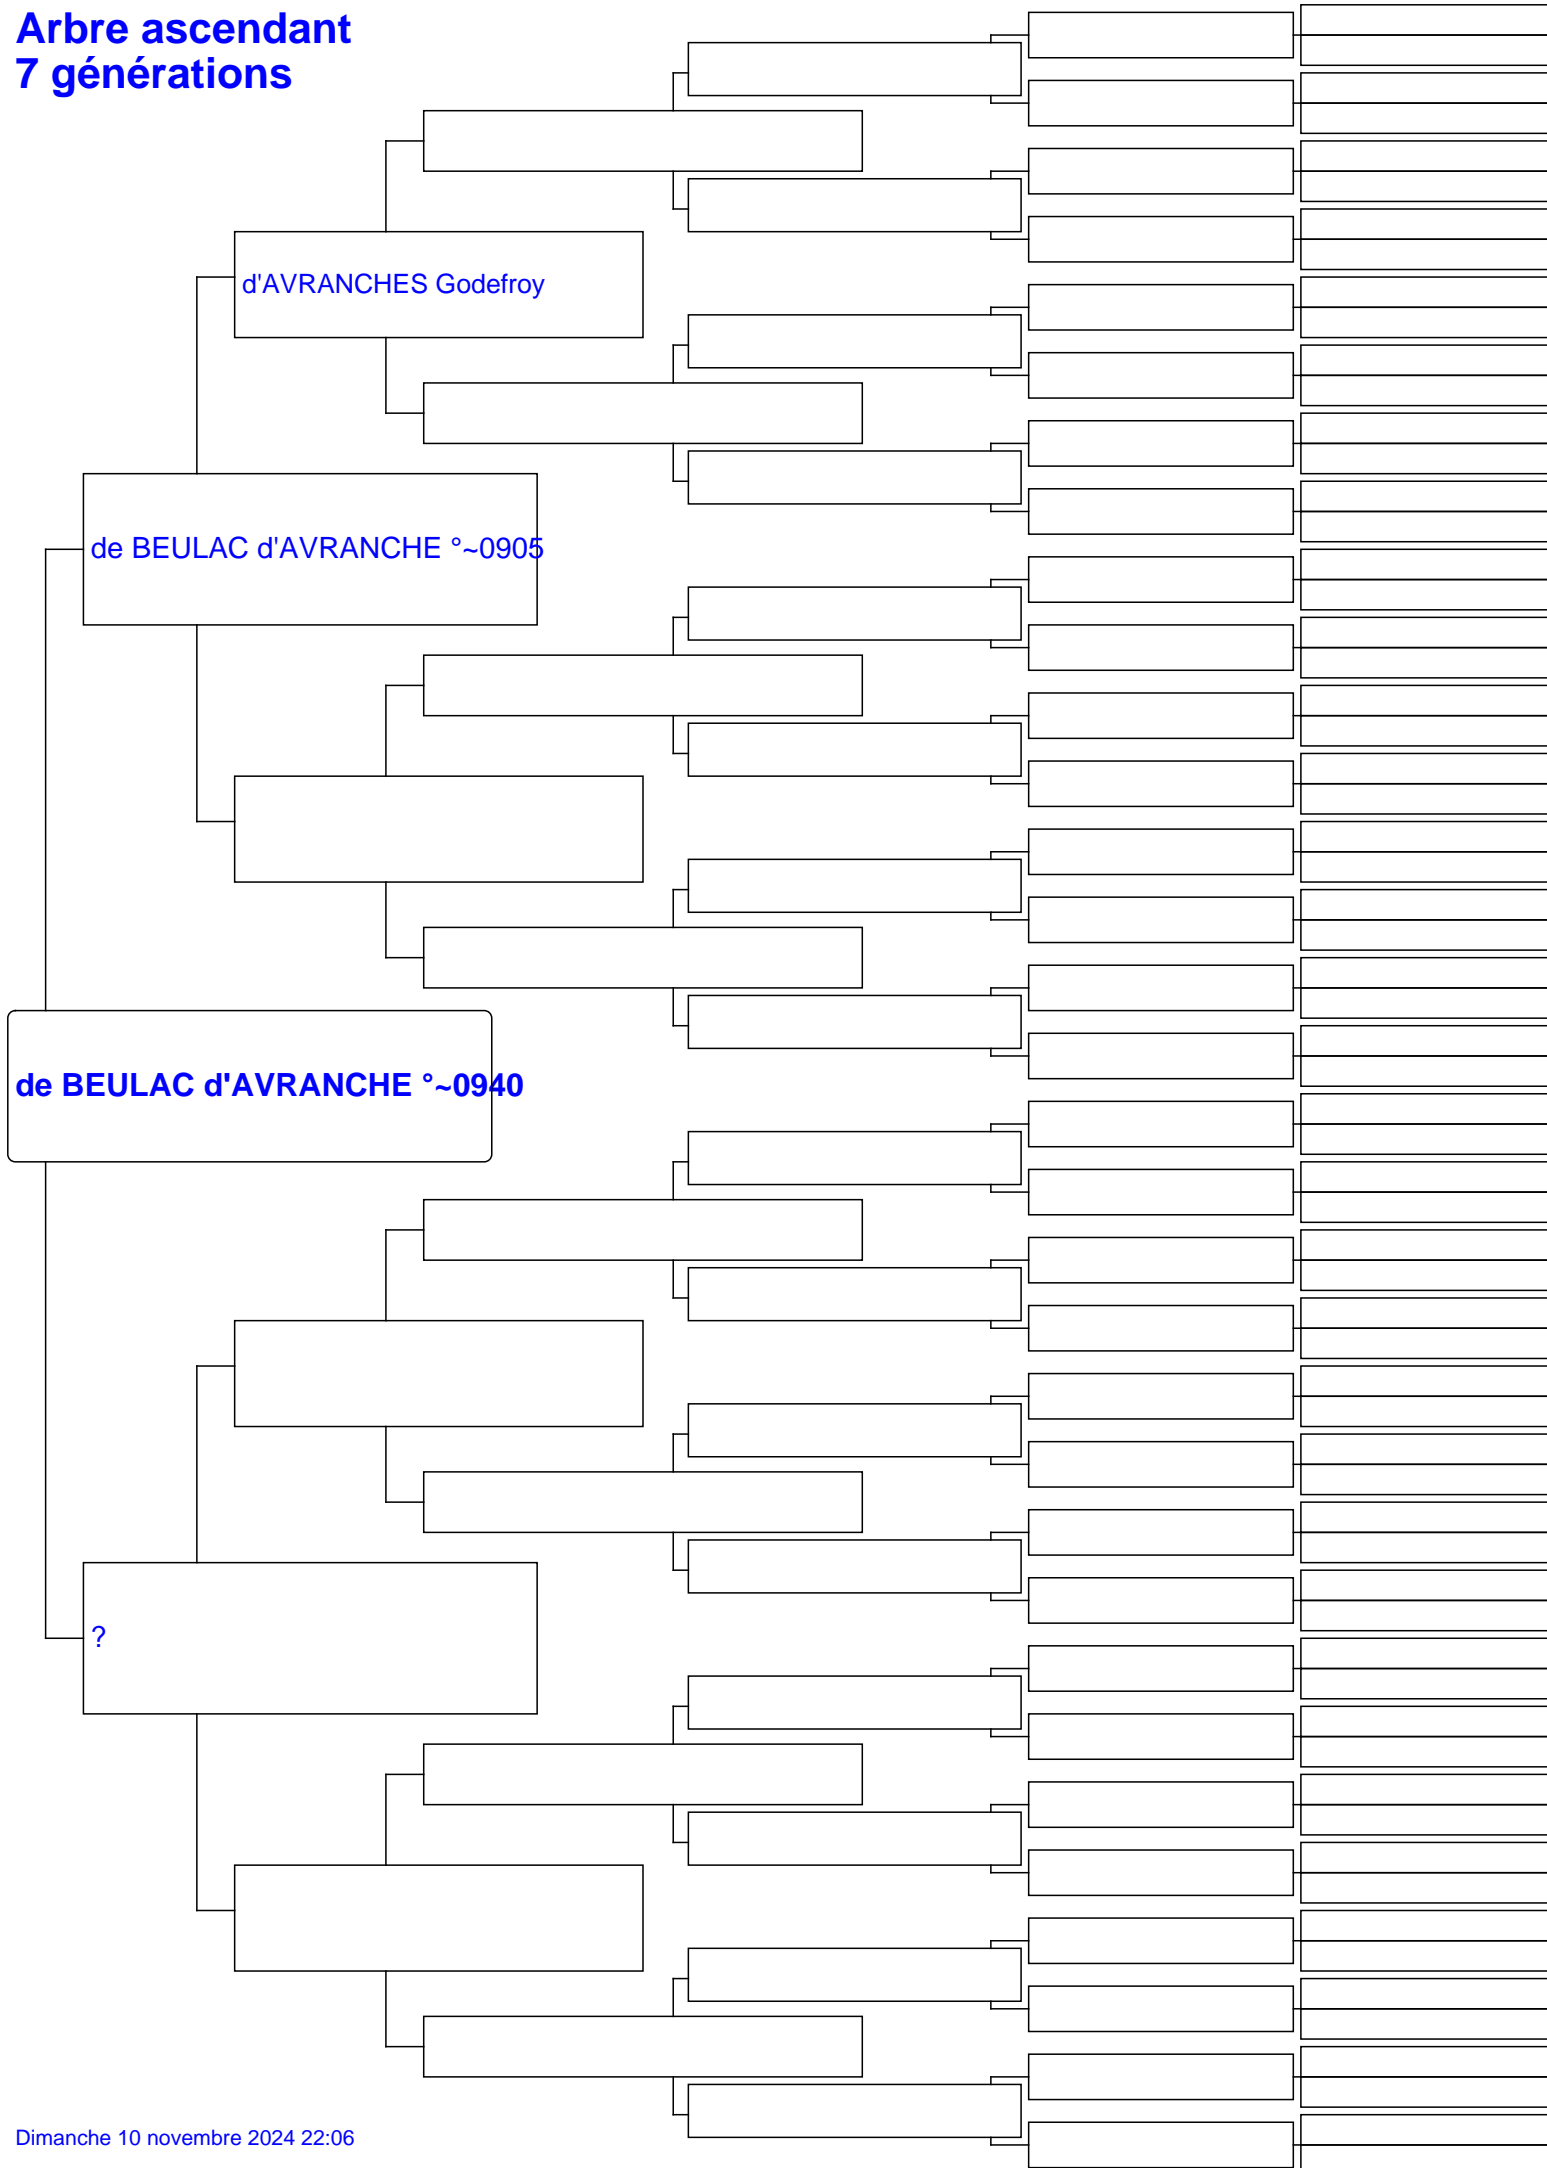 Arbre ascendant
7 générations
d'AVRANCHES Godefroy
de BEULAC d'AVRANCHE °~0905
de BEULAC d'AVRANCHE °~0940
?
Dimanche 10 novembre 2024 22:06